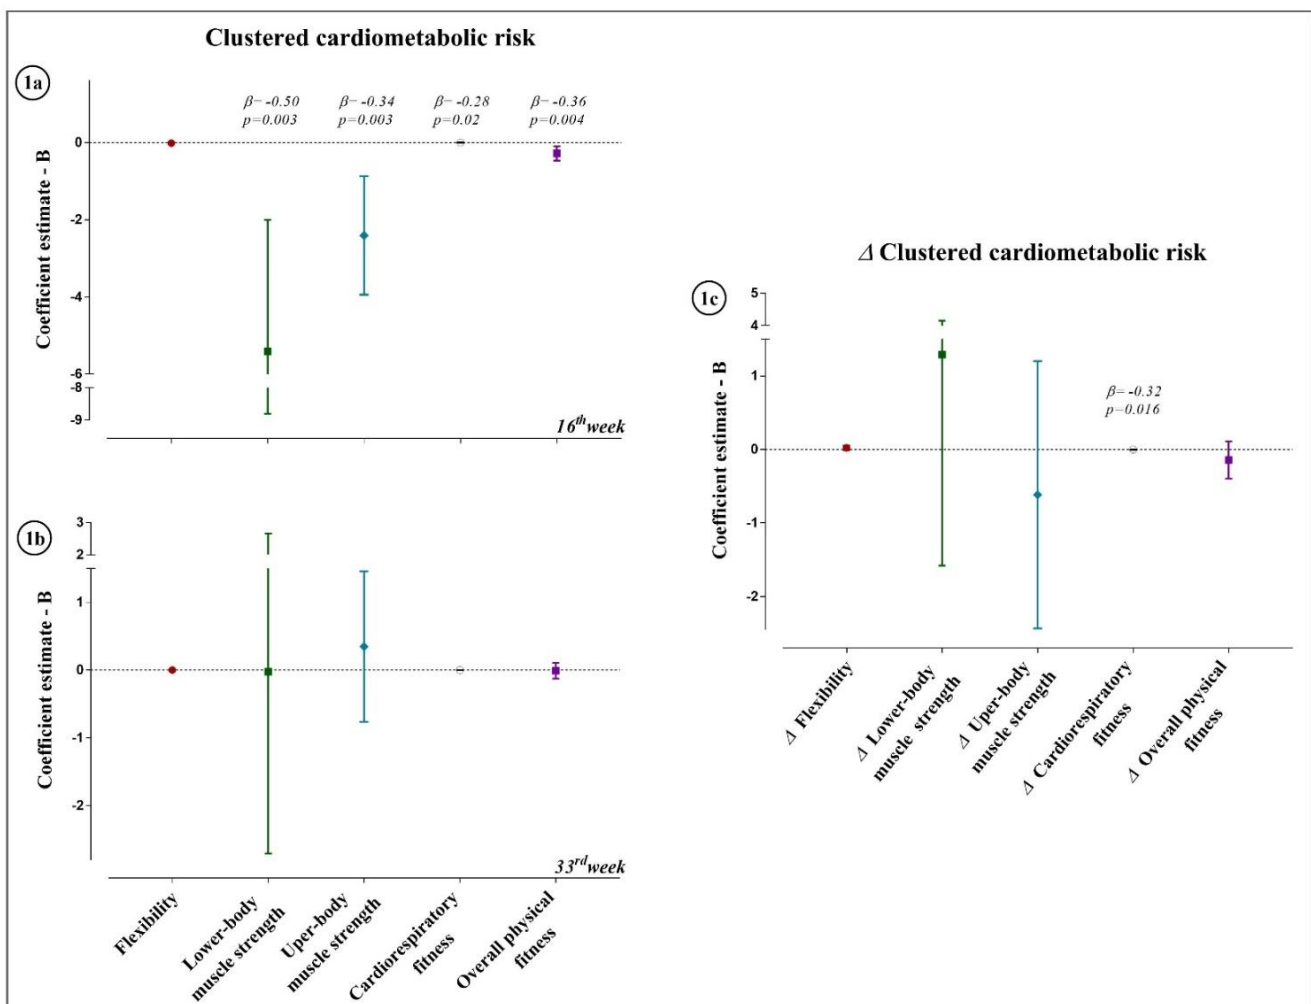 Clustered cardiometabolic risk
1a
β= -0.50
p=0.003
β= -0.34
p=0.003
β= -0.28
p=0.02
β= -0.36
p=0.004
Coefficient estimate - B
0
-2
-4
-6
-8
-9
16th week
1b
Coefficient estimate - B
3
2
1
0
-1
-2
33rd week
Flexibility
Lower-body
muscle strength
Uper-body
muscle strength
Cardiorespiratory
fitness
Overall physical
fitness
Δ Clustered cardiometabolic risk
1c
Coefficient estimate - B
5
4
1
0
-1
-2
β= -0.32
p=0.016
Δ Flexibility
Δ Lower-body
muscle strength
Δ Uper-body
muscle strength
Δ Cardiorespiratory
fitness
Δ Overall physical
fitness